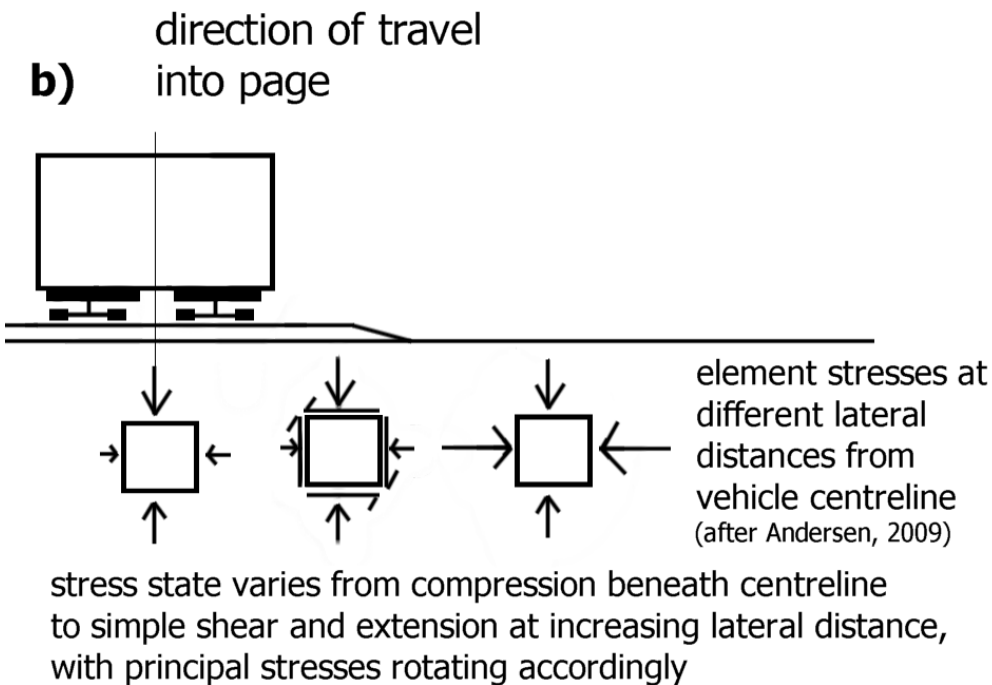 direction of travel
b) into page
element stresses at
different lateral
distances from
vehicle centreline
(after Andersen, 2009)
stress state varies from compression beneath centreline
to simple shear and extension at increasing lateral distance,
with principal stresses rotating accordingly